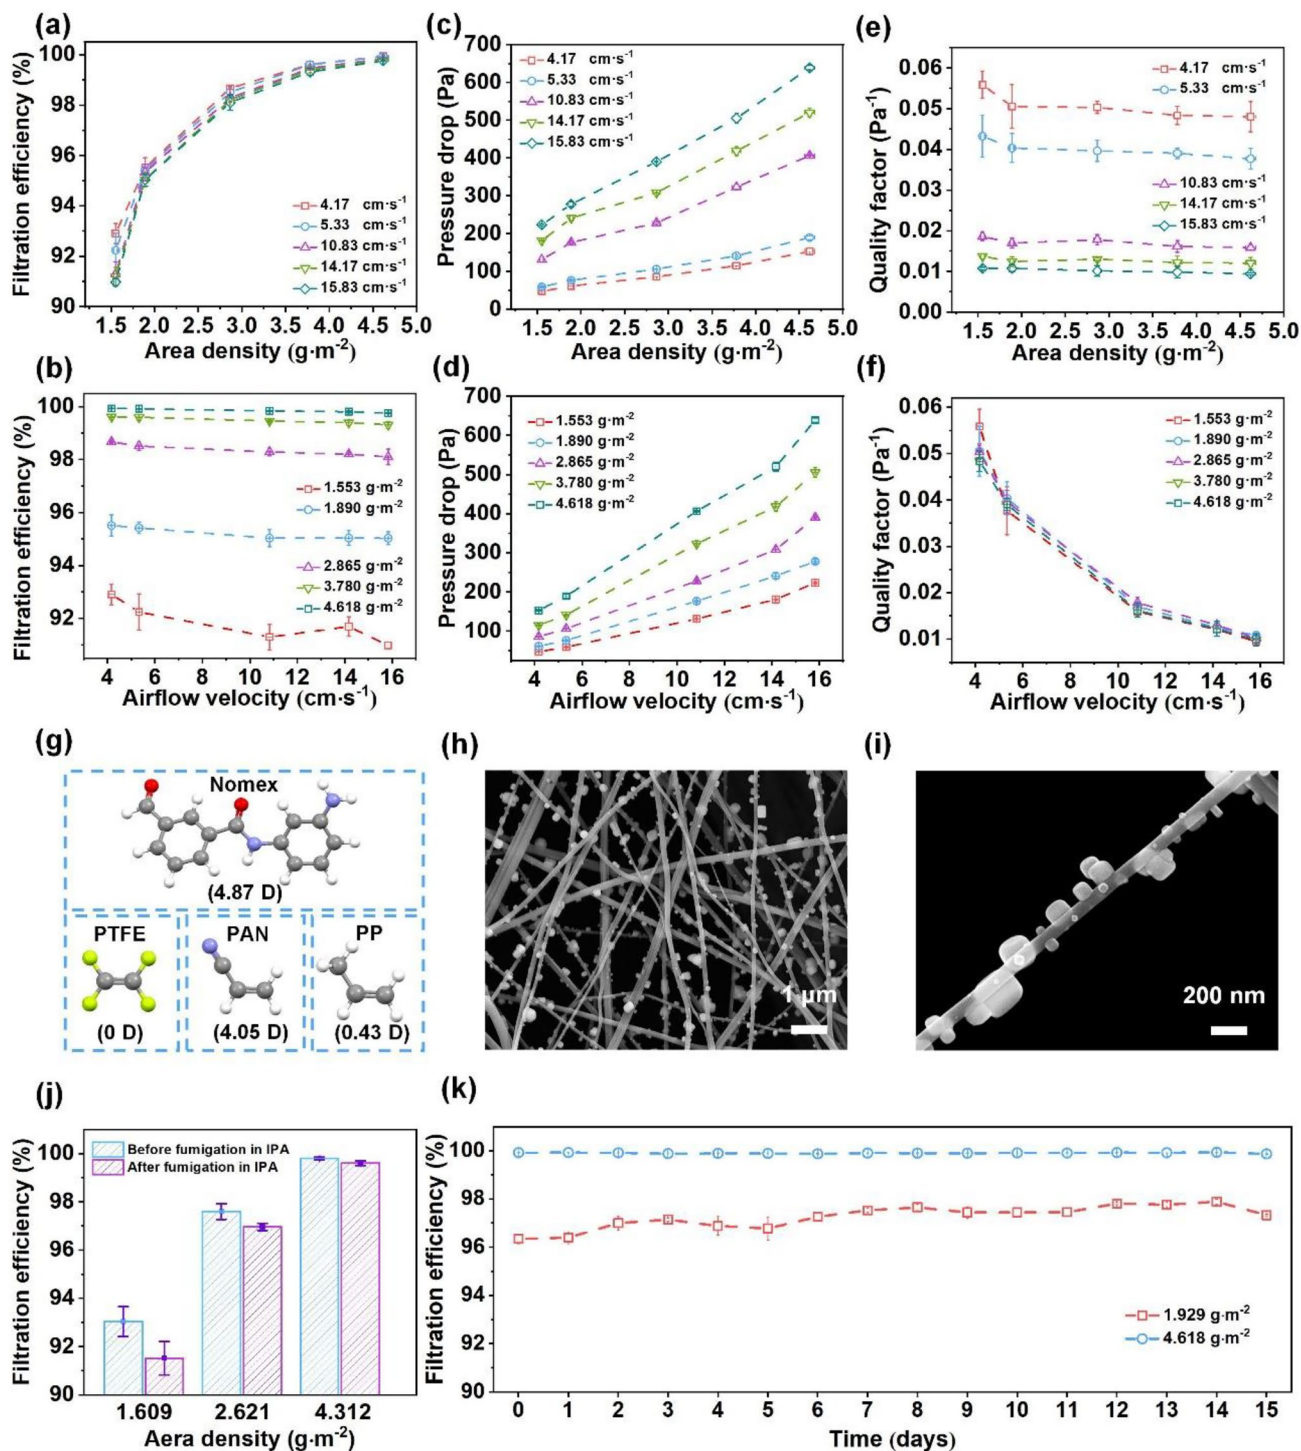 (a)
Filtration efficiency (%)
100
98
96
94
92
90
4.17 cm·s-1
5.33 cm·s-1
10.83 cm·s-1
14.17 cm·s-1
15.83 cm·s-1
1.5 2.0 3.0 4.0 5.0
Area density (g·m-2)
(c)
Pressure drop (Pa)
700
600
500
400
300
200
100
0
4.17 cm·s-1
5.33 cm·s-1
10.83 cm·s-1
14.17 cm·s-1
15.83 cm·s-1
1.5 2.0 2.5 3.0 3.5 4.0 4.5 5.0
Area density (g·m-2)
(e)
Quality factor (Pa-1)
0.06
0.05
0.04
0.03
0.02
0.01
0.00
4.17 cm·s-1
5.33 cm·s-1
10.83 cm·s-1
14.17 cm·s-1
15.83 cm·s-1
1.5 2.0 2.5 3.0 3.5 4.0 4.5 5.0
Area density (g·m-2)
(b)
Filtration efficiency (%)
100
98
96
94
92
1.553 g·m-2
1.890 g·m-2
2.865 g·m-2
3.780 g·m-2
4.618 g·m-2
4 6 8 10 12 14 16
Airflow velocity (cm·s-1)
(d)
Pressure drop (Pa)
700
600
500
400
300
200
100
1.553 g·m-2
1.890 g·m-2
2.865 g·m-2
3.780 g·m-2
4.618 g·m-2
4 6 8 10 12 14 16
Airflow velocity (cm·s-1)
(f)
Quality factor (Pa-1)
0.06
0.05
0.04
0.03
0.02
0.01
1.553 g·m-2
1.890 g·m-2
2.865 g·m-2
3.780 g·m-2
4.618 g·m-2
4 6 8 10 12 14 16
Airflow velocity (cm·s-1)
(g)
Nomex
(4.87 D)
PTFE
(0 D)
PAN
(4.05 D)
PP
(0.43 D)
(h)
1 μm
(i)
200 nm
(j)
Filtration efficiency (%)
100
98
96
94
92
90
Before fumigation in IPA
After fumigation in IPA
1.609 2.621 4.312
Aera density (g·m-2)
(k)
Filtration efficiency (%)
100
98
96
94
92
90
1.929 g·m-2
4.618 g·m-2
0 1 2 3 4 5 6 7 8 9 10 11 12 13 14 15
Time (days)